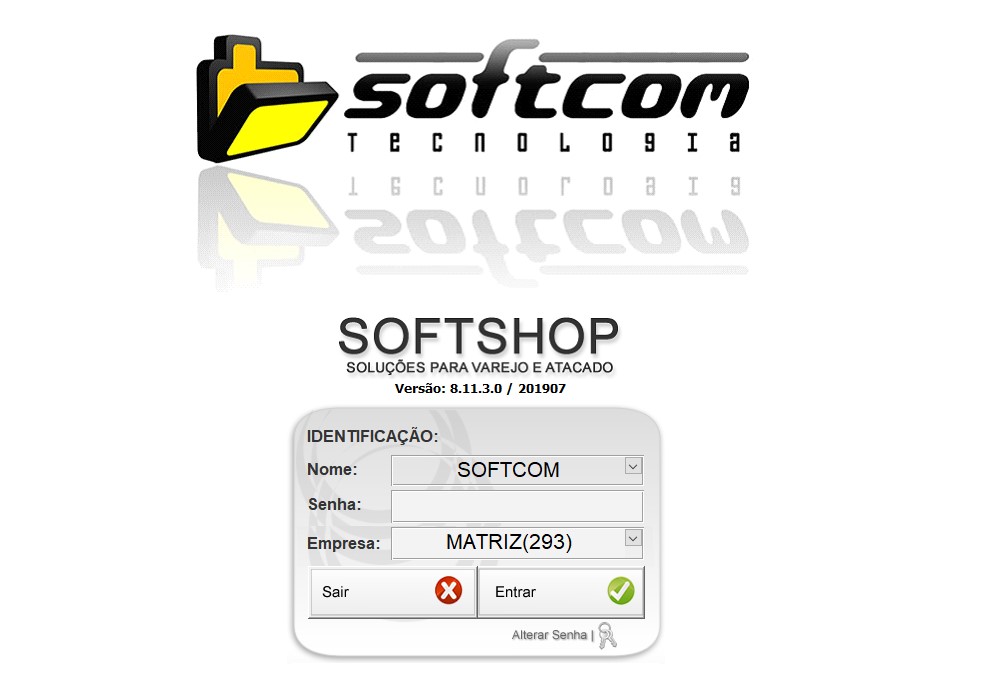 softcom
TECNOLOGIA
SOFTSHOP
SOLUÇÕES PARA VAREJO E ATACADO
Versão: 8.11.3.0 / 201907
IDENTIFICAÇÃO:
Nome: SOFTCOM
Senha:
Empresa: MATRIZ(293)
Sair Entrar
Alterar Senha |